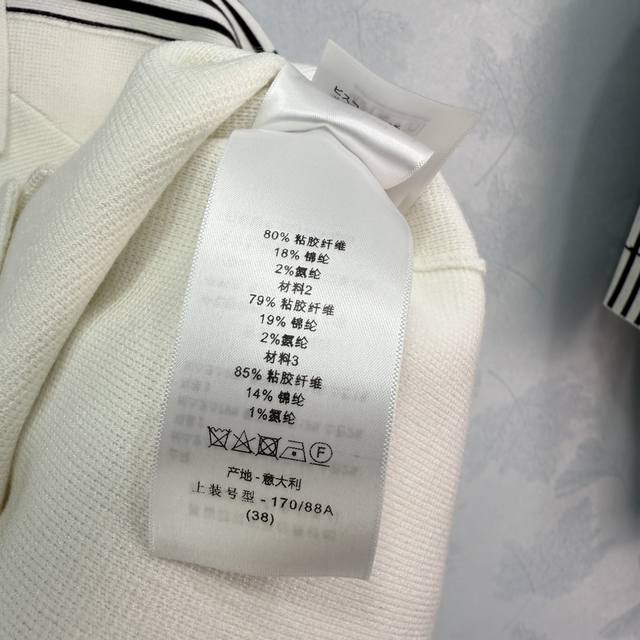 80% 粘胶纤维
18% 锦纶
2%氨纶
材料2
79% 粘胶纤维
19% 锦纶
2%氨纶
材料3
85% 粘胶纤维
14% 锦纶
1%氨纶
F
产地-意大利
上装号型-170/88A
(38)